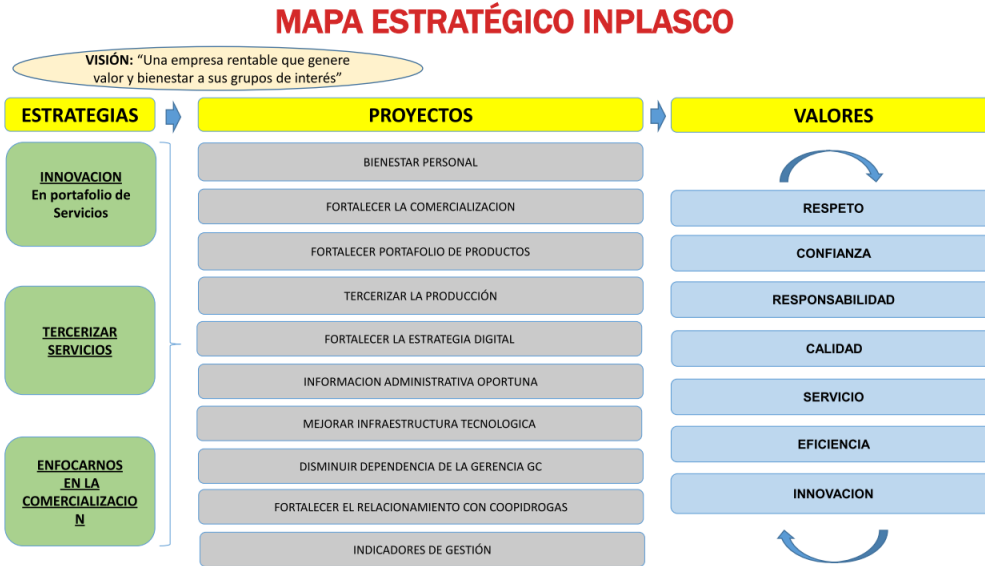 MAPA ESTRATÉGICO INPLASCO
VISIÓN: “Una empresa rentable que genere
valor y bienestar a sus grupos de interés”
ESTRATEGIAS
PROYECTOS
VALORES
INNOVACION
En portafolio de
Servicios
TERCERIZAR
SERVICIOS
ENFOCARNOS
EN LA
COMERCIALIZACIO
N
BIENESTAR PERSONAL
FORTALECER LA COMERCIALIZACION
FORTALECER PORTAFOLIO DE PRODUCTOS
TERCERIZAR LA PRODUCCIÓN
FORTALECER LA ESTRATEGIA DIGITAL
INFORMACION ADMINISTRATIVA OPORTUNA
MEJORAR INFRAESTRUCTURA TECNOLOGICA
DISMINUIR DEPENDENCIA DE LA GERENCIA GC
FORTALECER EL RELACIONAMIENTO CON COOPIDROGAS
INDICADORES DE GESTIÓN
RESPETO
CONFIANZA
RESPONSABILIDAD
CALIDAD
SERVICIO
EFICIENCIA
INNOVACION